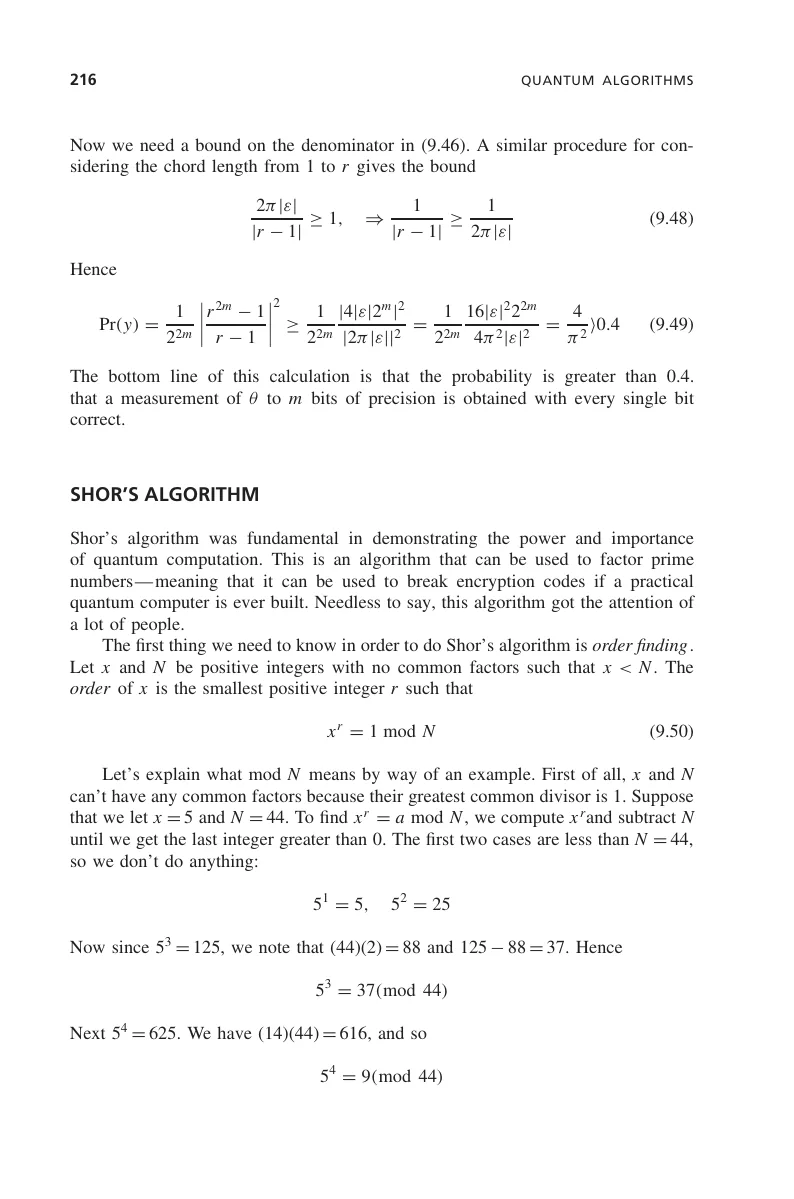 216 QUANTUM ALGORITHMS
Now we need a bound on the denominator in (9.46). A similar procedure for con-
sidering the chord length from 1 to r gives the bound
2π|ε| / |r − 1| ≥ 1, ⇒ 1 / |r − 1| ≥ 1 / 2π|ε| (9.48)
Hence
Pr(y) = 1/2^{2m} |r^{2m} − 1 / r − 1|^2 ≥ 1/2^{2m} |4|ε|2^m|^2 / |2π|ε||^2 = 1/2^{2m} 16|ε|^2 2^{2m} / 4π^2|ε|^2 = 4/π^2 ⟩0.4 (9.49)
The bottom line of this calculation is that the probability is greater than 0.4.
that a measurement of θ to m bits of precision is obtained with every single bit
correct.
SHOR'S ALGORITHM
Shor's algorithm was fundamental in demonstrating the power and importance
of quantum computation. This is an algorithm that can be used to factor prime
numbers—meaning that it can be used to break encryption codes if a practical
quantum computer is ever built. Needless to say, this algorithm got the attention of
a lot of people.
The first thing we need to know in order to do Shor's algorithm is order finding.
Let x and N be positive integers with no common factors such that x < N. The
order of x is the smallest positive integer r such that
x^r = 1 mod N (9.50)
Let's explain what mod N means by way of an example. First of all, x and N
can't have any common factors because their greatest common divisor is 1. Suppose
that we let x = 5 and N = 44. To find x^r = a mod N, we compute x^r and subtract N
until we get the last integer greater than 0. The first two cases are less than N = 44,
so we don't do anything:
5^1 = 5, 5^2 = 25
Now since 5^3 = 125, we note that (44)(2) = 88 and 125 − 88 = 37. Hence
5^3 = 37(mod 44)
Next 5^4 = 625. We have (14)(44) = 616, and so
5^4 = 9(mod 44)